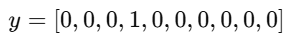 y = [0, 0, 0, 1, 0, 0, 0, 0, 0, 0]